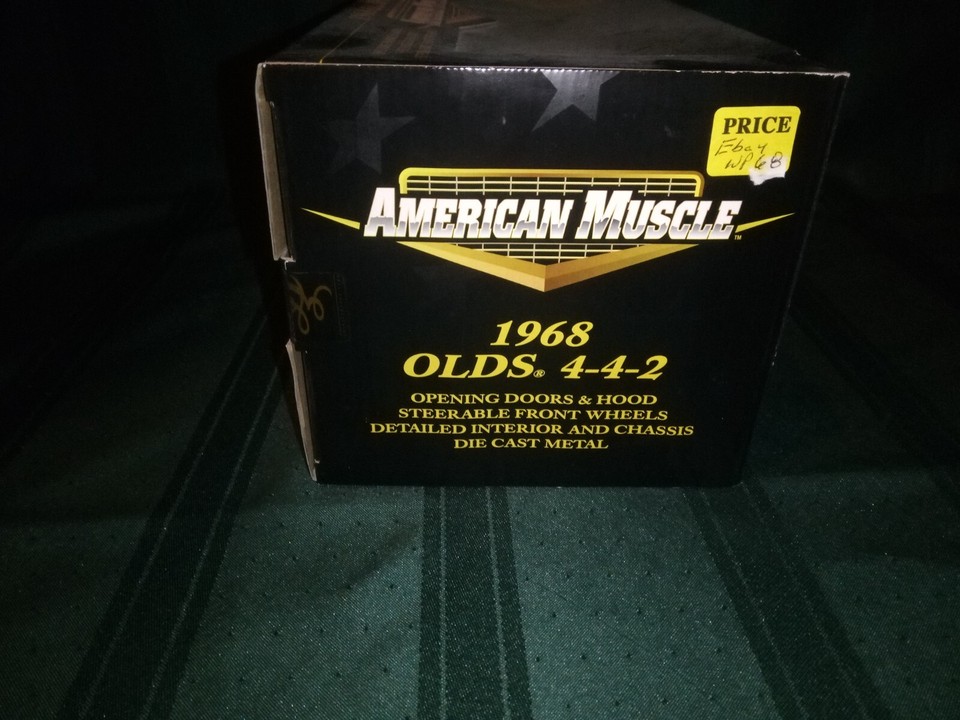 PRICE
Ebay
WP 68
AMERICAN MUSCLE™
1968
OLDS® 4-4-2
OPENING DOORS & HOOD
STEERABLE FRONT WHEELS
DETAILED INTERIOR AND CHASSIS
DIE CAST METAL